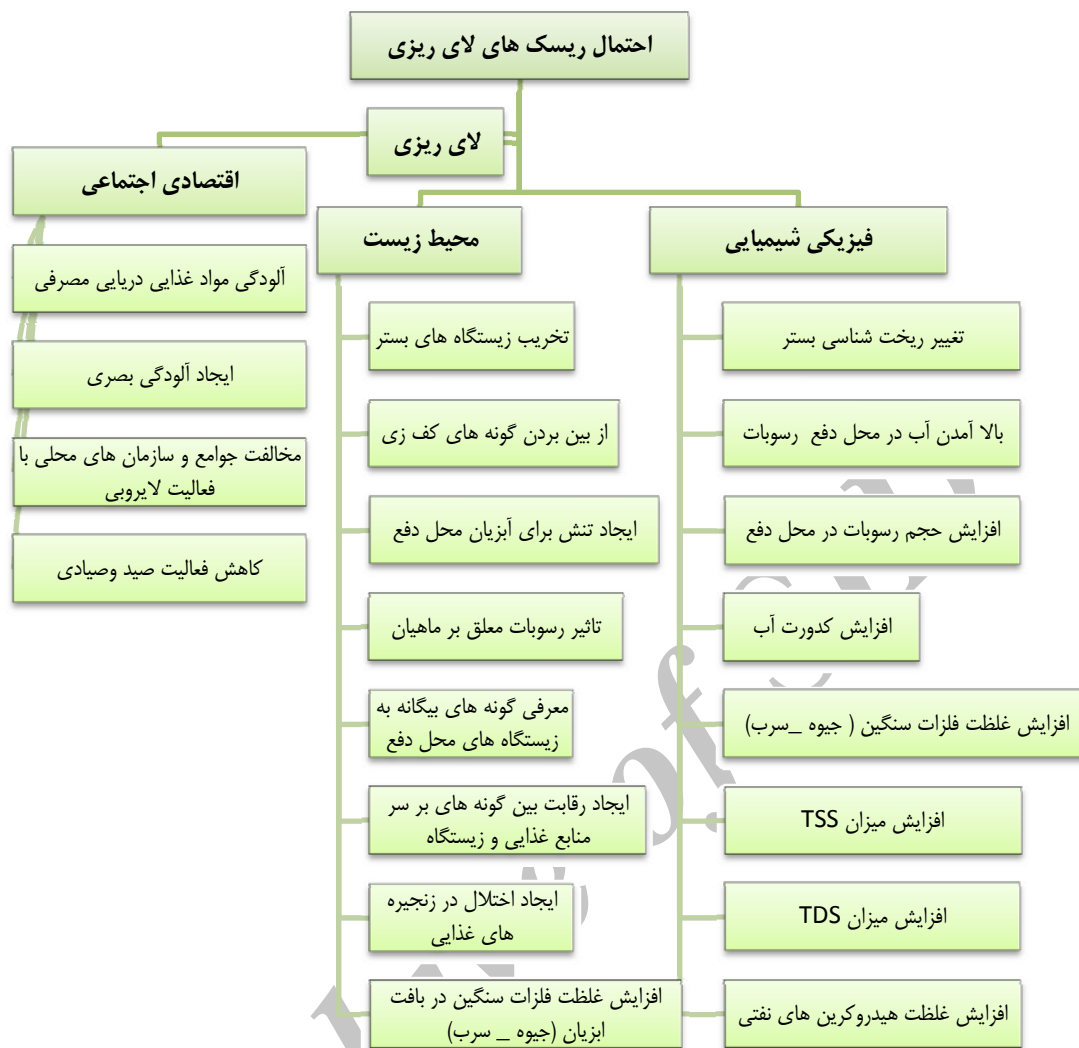 احتمال ریسک های لای ریزی
لای ریزی
فیزیکی شیمیایی
تغییر ریخت شناسی بستر
بالا آمدن آب در محل دفع رسوبات
افزایش حجم رسوبات در محل دفع
افزایش کدورت آب
افزایش غلظت فلزات سنگین ( جیوه _سرب)
افزایش میزان TSS
افزایش میزان TDS
افزایش غلظت هیدروکربن های نفتی
محیط زیست
تخریب زیستگاه های بستر
از بین بردن گونه های کف زی
ایجاد تنش برای آبزیان محل دفع
تاثیر رسوبات معلق بر ماهیان
معرفی گونه های بیگانه به
زیستگاه های محل دفع
ایجاد رقابت بین گونه های بر سر
منابع غذایی و زیستگاه
ایجاد اختلال در زنجیره
های غذایی
افزایش غلظت فلزات سنگین در بافت
ابزیان (جیوه _ سرب)
اقتصادی اجتماعی
آلودگی مواد غذایی دریایی مصرفی
ایجاد آلودگی بصری
مخالفت جوامع و سازمان های محلی با
فعالیت لایروبی
کاهش فعالیت صید وصیادی
of